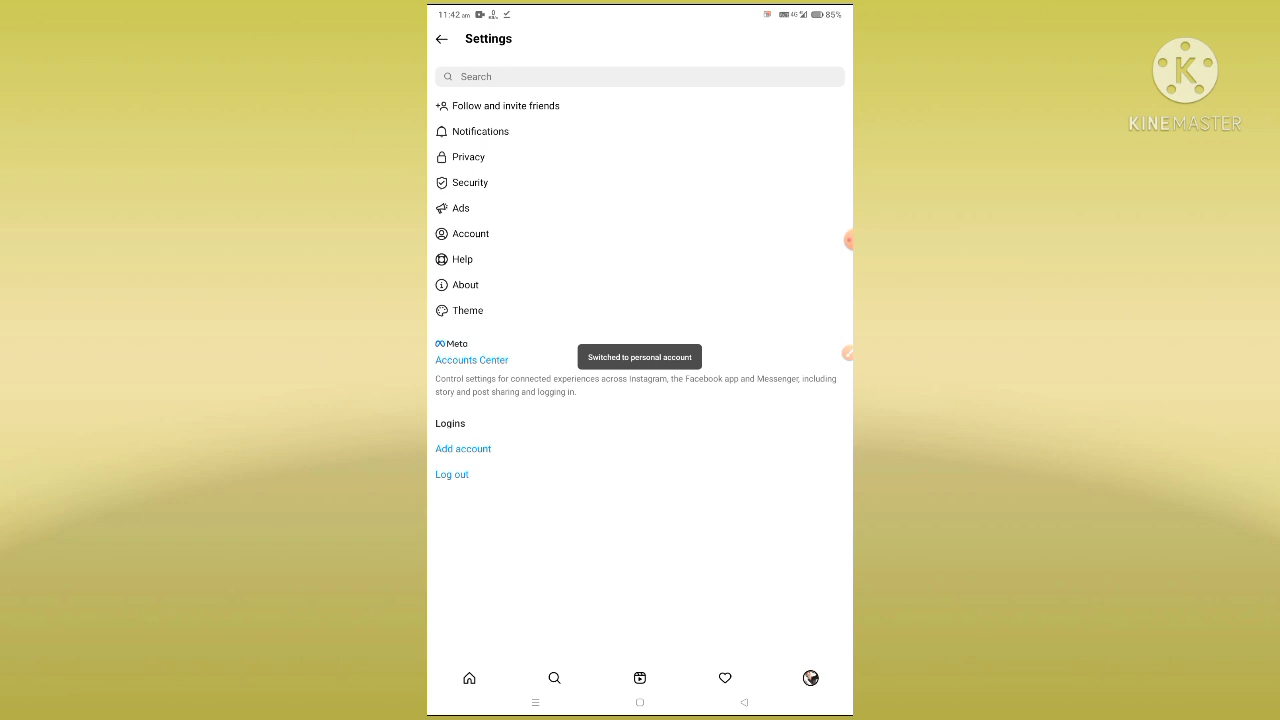 11:42 am 4G 85%
Settings
Search
Follow and invite friends
Notifications
Privacy
Security
Ads
Account
Help
About
Theme
Meta
Switched to personal account
Accounts Center
Control settings for connected experiences across Instagram, the Facebook app and Messenger, including
story and post sharing and logging in.
Logins
Add account
Log out
K
KINEMASTER